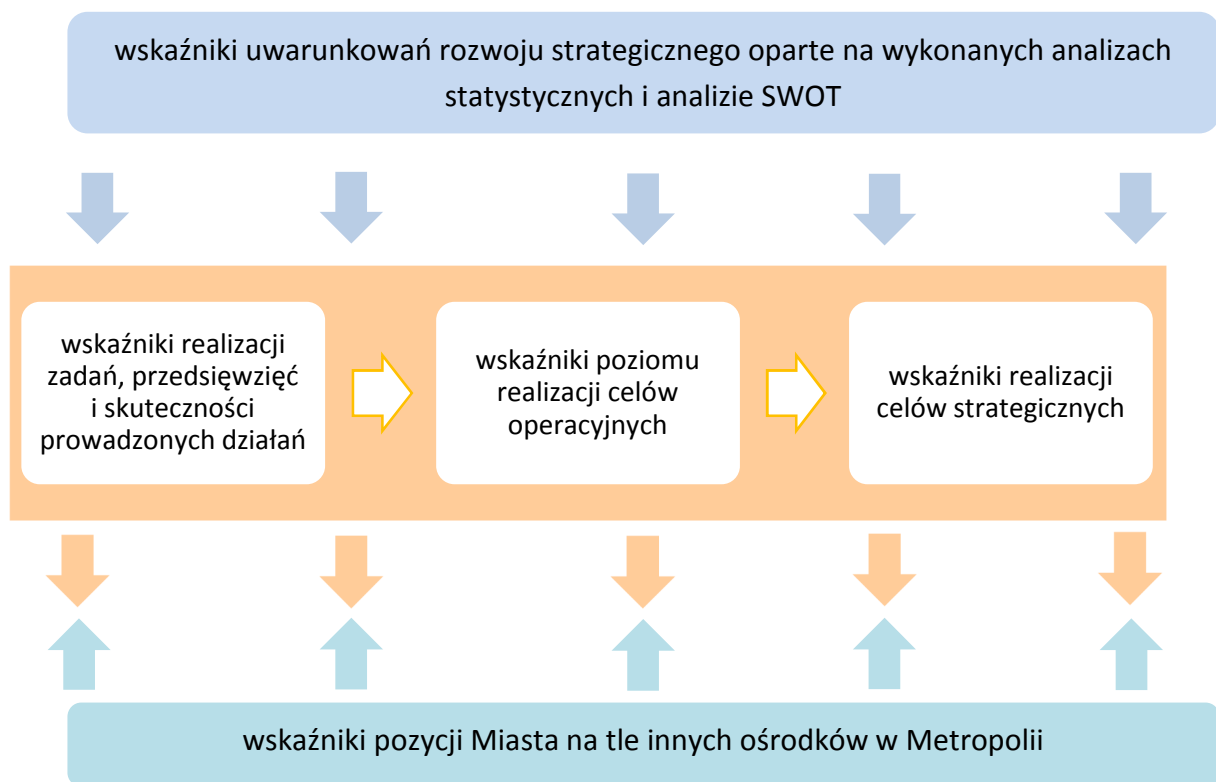 wskaźniki uwarunkowań rozwoju strategicznego oparte na wykonanych analizach
statystycznych i analizie SWOT
wskaźniki realizacji
zadań, przedsięwzięć
i skuteczności
prowadzonych działań
wskaźniki poziomu
realizacji celów
operacyjnych
wskaźniki realizacji
celów strategicznych
wskaźniki pozycji Miasta na tle innych ośrodków w Metropolii